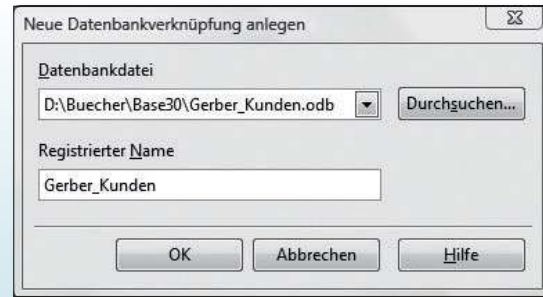 Neue Datenbankverknüpfung anlegen
Datenbankdatei
D:\Buecher\Base30\Gerber_Kunden.odb
Durchsuchen...
Registrierter Name
Gerber_Kunden
OK Abbrechen Hilfe